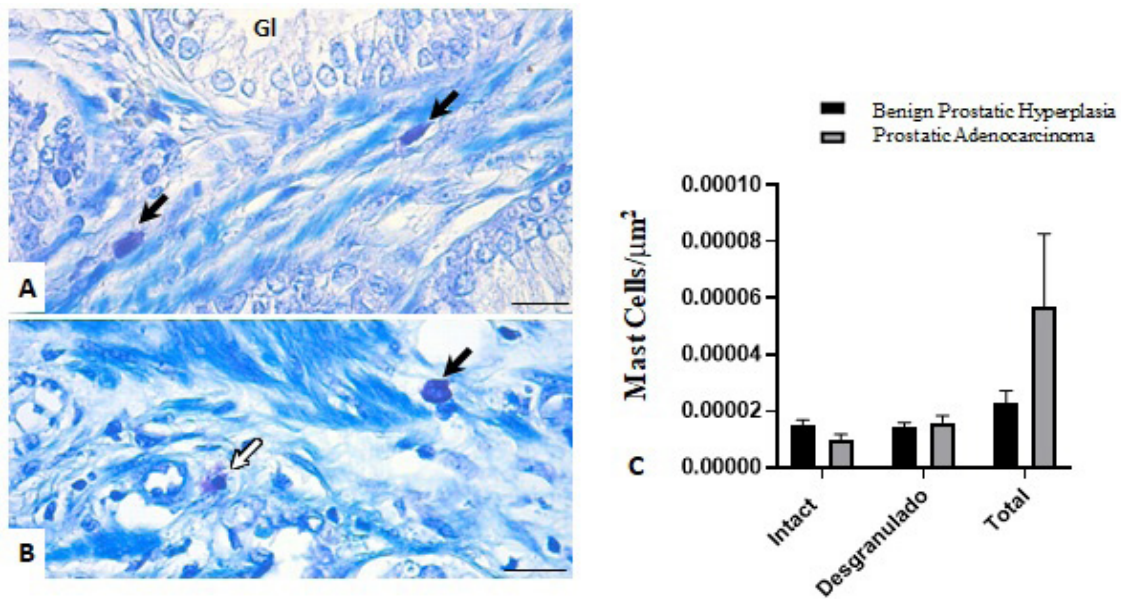 Gl
A
B
Benign Prostatic Hyperplasia
Prostatic Adenocarcinoma
Mast Cells/μm²
0.00010
0.00008
0.00006
0.00004
0.00002
0.00000
C
Intact
Desgranulado
Total